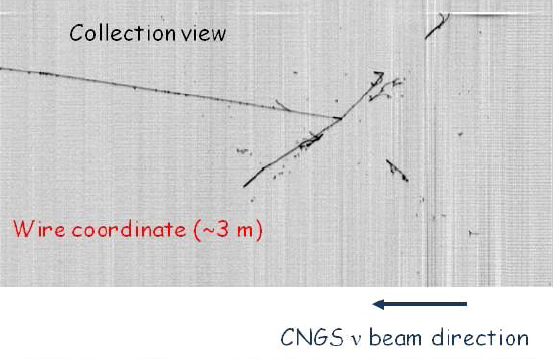 Collection view
Wire coordinate (~3 m)
CNGS ν beam direction